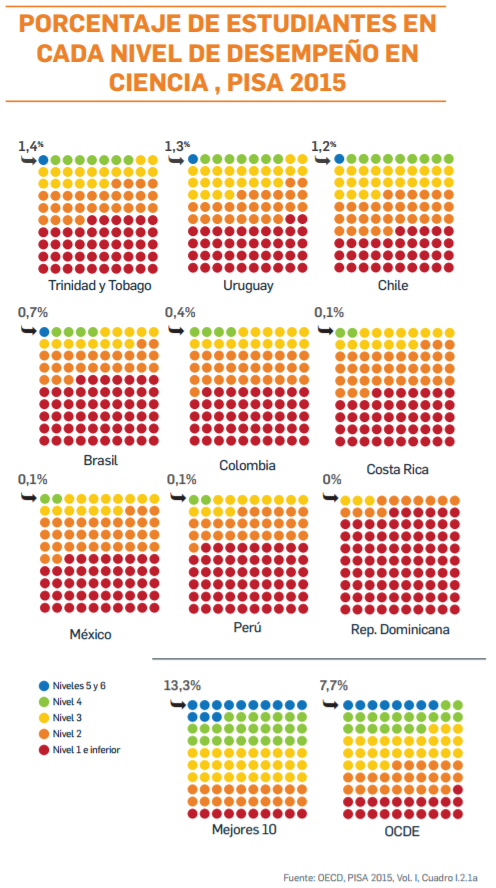 PORCENTAJE DE ESTUDIANTES EN
CADA NIVEL DE DESEMPEÑO EN
CIENCIA , PISA 2015
1,4%
1,3%
1,2%
Trinidad y Tobago
Uruguay
Chile
0,7%
0,4%
0,1%
Brasil
Colombia
Costa Rica
0,1%
0,1%
0%
México
Perú
Rep. Dominicana
Niveles 5 y 6
Nivel 4
Nivel 3
Nivel 2
Nivel 1 e inferior
13,3%
7,7%
Mejores 10
OCDE
Fuente: OECD, PISA 2015, Vol. I, Cuadro I.2.1a